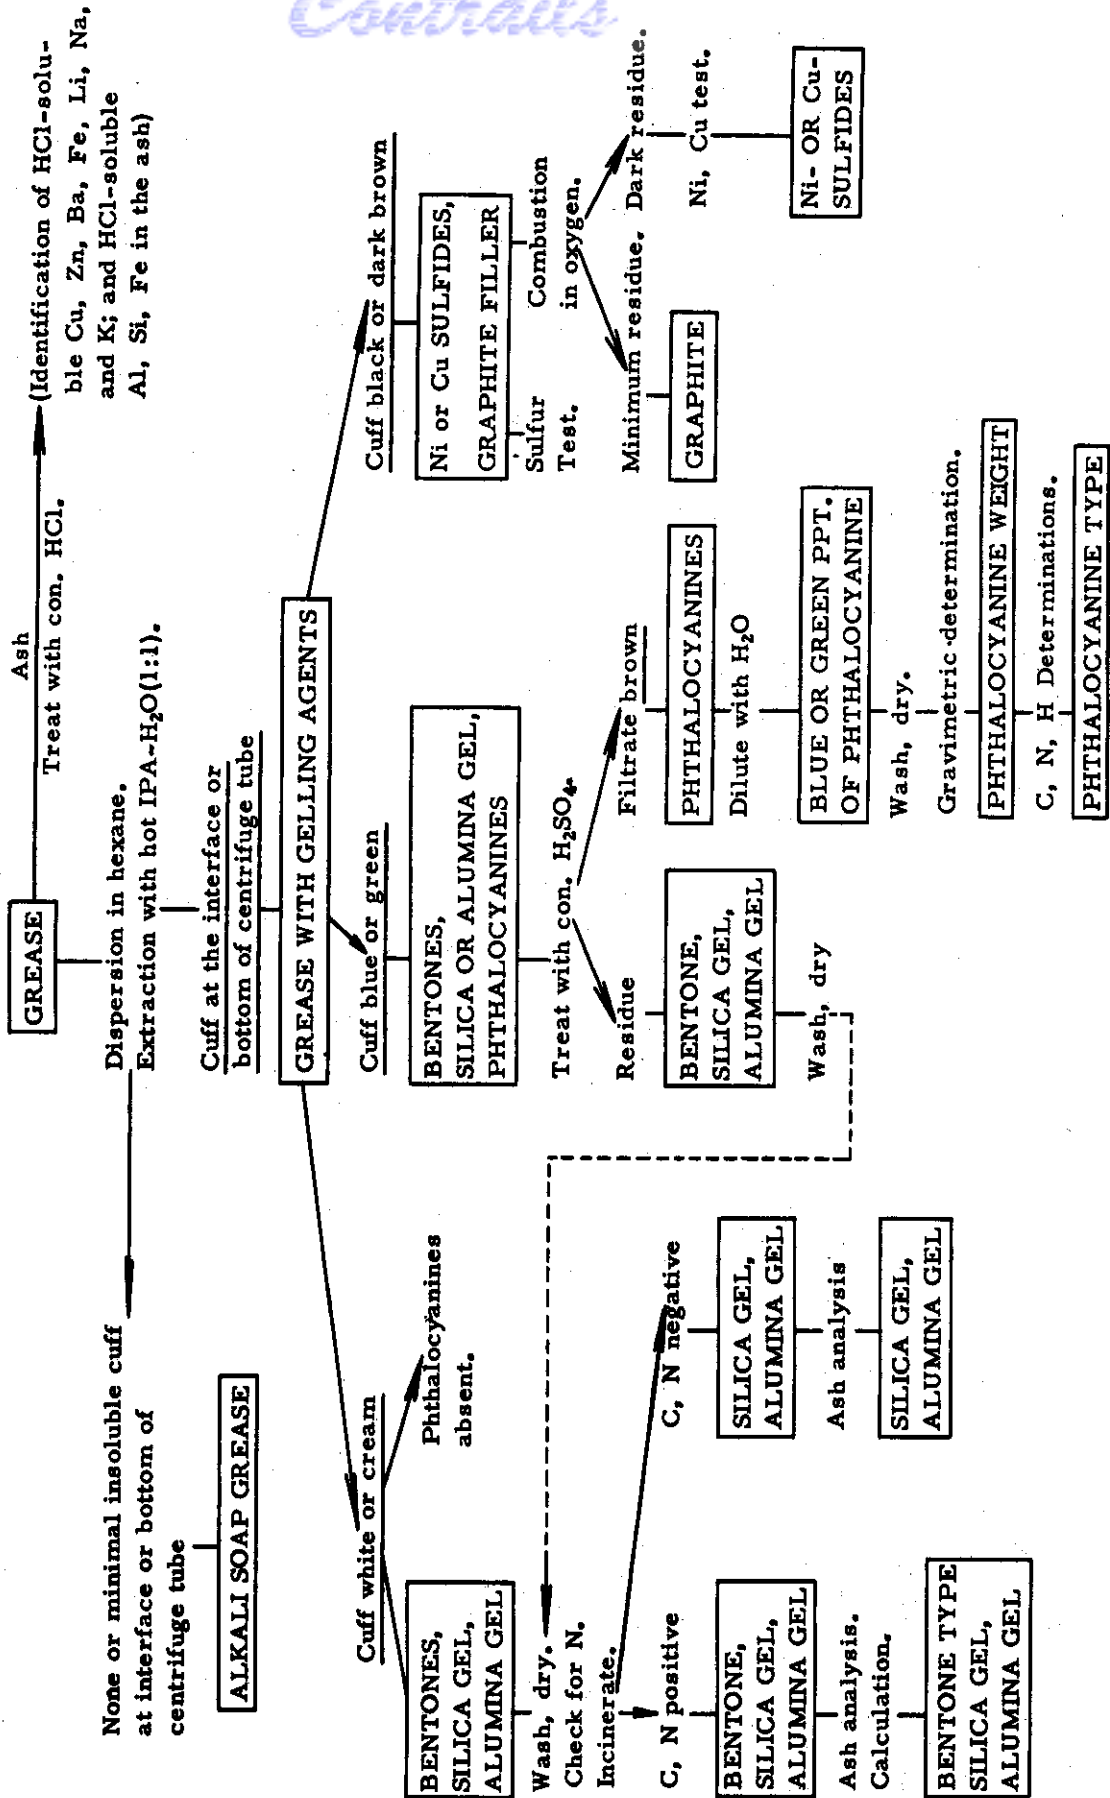 Contrails
GREASE
Ash
Treat with con. HCl.
(Identification of HCl-solu-
ble Cu, Zn, Ba, Fe, Li, Na,
and K; and HCl-soluble
Al, Si, Fe in the ash)
Dispersion in hexane.
Extraction with hot IPA-H₂O(1:1).
None or minimal insoluble cuff
at interface or bottom of
centrifuge tube
ALKALI SOAP GREASE
Cuff at the interface or
bottom of centrifuge tube
GREASE WITH GELLING AGENTS
Cuff white or cream
Phthalocyanines
absent.
BENTONES,
SILICA GEL,
ALUMINA GEL
Wash, dry.
Check for N.
Incinerate.
C, N positive
BENTONE,
SILICA GEL,
ALUMINA GEL
Ash analysis.
Calculation.
BENTONE TYPE
SILICA GEL,
ALUMINA GEL
C, N negative
SILICA GEL,
ALUMINA GEL
Ash analysis
SILICA GEL,
ALUMINA GEL
Cuff blue or green
BENTONES,
SILICA OR ALUMINA GEL,
PHTHALOCYANINES
Treat with con. H₂SO₄.
Residue
BENTONE,
SILICA GEL,
ALUMINA GEL
Wash, dry
Filtrate brown
PHTHALOCYANINES
Dilute with H₂O
BLUE OR GREEN PPT.
OF PHTHALOCYANINE
Wash, dry.
Gravimetric determination.
PHTHALOCYANINE WEIGHT
C, N, H Determinations.
PHTHALOCYANINE TYPE
Cuff black or dark brown
Ni or Cu SULFIDES,
GRAPHITE FILLER
Sulfur
Test.
Combustion
in oxygen.
Minimum residue.
GRAPHITE
Dark residue.
Ni, Cu test.
Ni- OR Cu-
SULFIDES